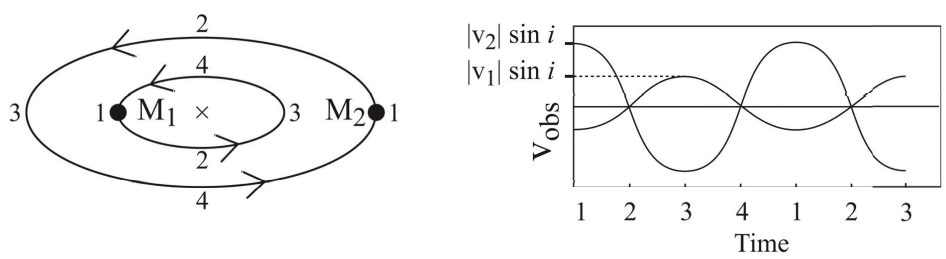 2
4
3 1 M₁ × 3 M₂ 1
2
4
|v₂| sin i
|v₁| sin i
v_obs
1 2 3 4 1 2 3
Time